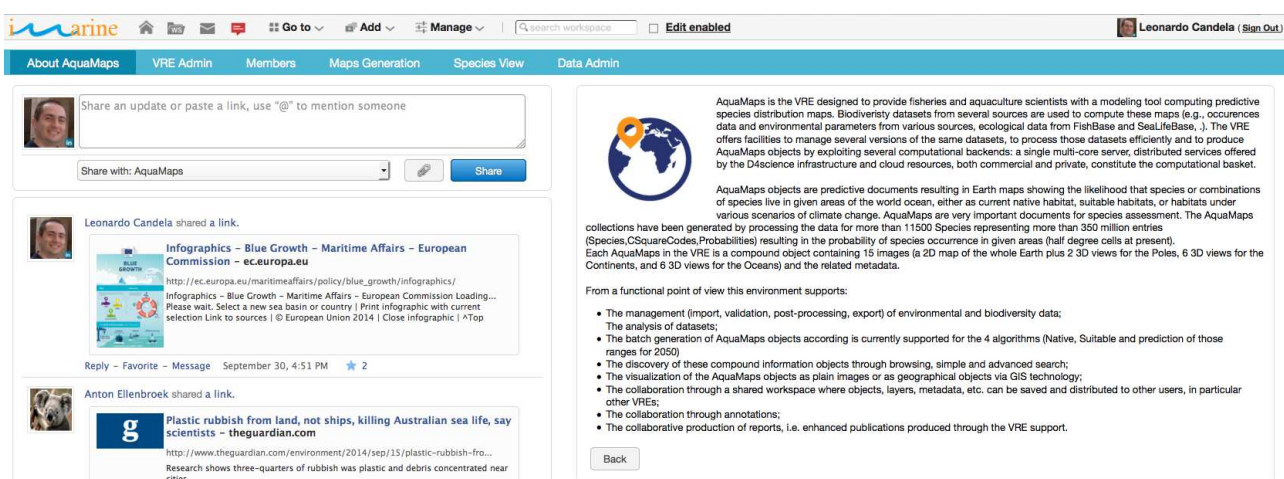 imarine Go to Add Manage search workspace Edit enabled Leonardo Candela (Sign Out)
About AquaMaps VRE Admin Members Maps Generation Species View Data Admin
Share an update or paste a link, use "@" to mention someone
Share with: AquaMaps Share
Leonardo Candela shared a link.
Infographics - Blue Growth - Maritime Affairs - European
Commission - ec.europa.eu
http://ec.europa.eu/maritimeaffairs/policy/blue_growth/infographics/
Infographics - Blue Growth - Maritime Affairs - European Commission Loading...
Please wait. Select a new sea basin or country | Print infographic with current
selection Link to sources | © European Union 2014 | Close infographic | ^Top
BLUE
GROWTH
Reply - Favorite - Message September 30, 4:51 PM 2
Anton Ellenbroek shared a link.
g
Plastic rubbish from land, not ships, killing Australian sea life, say
scientists - theguardian.com
http://www.theguardian.com/environment/2014/sep/15/plastic-rubbish-fro...
Research shows three-quarters of rubbish was plastic and debris concentrated near
cities
AquaMaps is the VRE designed to provide fisheries and aquaculture scientists with a modeling tool computing predictive
species distribution maps. Biodiveristy datasets from several sources are used to compute these maps (e.g., occurences
data and environmental parameters from various sources, ecological data from FishBase and SeaLifeBase, .). The VRE
offers facilities to manage several versions of the same datasets, to process those datasets efficiently and to produce
AquaMaps objects by exploiting several computational backends: a single multi-core server, distributed services offered
by the D4science infrastructure and cloud resources, both commercial and private, constitute the computational basket.
AquaMaps objects are predictive documents resulting in Earth maps showing the likelihood that species or combinations
of species live in given areas of the world ocean, either as current native habitat, suitable habitats, or habitats under
various scenarios of climate change. AquaMaps are very important documents for species assessment. The AquaMaps
collections have been generated by processing the data for more than 11500 Species representing more than 350 million entries
(Species,CSquareCodes,Probabilities) resulting in the probability of species occurrence in given areas (half degree cells at present).
Each AquaMaps in the VRE is a compound object containing 15 images (a 2D map of the whole Earth plus 2 3D views for the Poles, 6 3D views for the
Continents, and 6 3D views for the Oceans) and the related metadata.
From a functional point of view this environment supports:
• The management (import, validation, post-processing, export) of environmental and biodiversity data;
The analysis of datasets;
• The batch generation of AquaMaps objects according is currently supported for the 4 algorithms (Native, Suitable and prediction of those
ranges for 2050)
• The discovery of these compound information objects through browsing, simple and advanced search;
• The visualization of the AquaMaps objects as plain images or as geographical objects via GIS technology;
• The collaboration through a shared workspace where objects, layers, metadata, etc. can be saved and distributed to other users, in particular
other VREs;
• The collaboration through annotations;
• The collaborative production of reports, i.e. enhanced publications produced through the VRE support.
Back